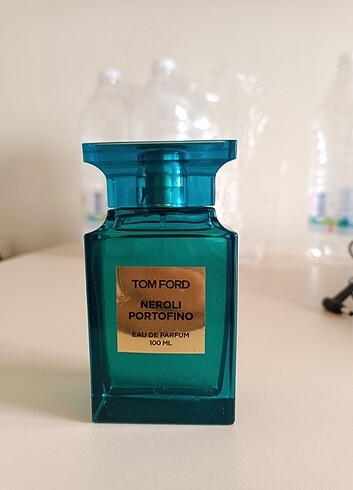 TOM FORD
NEROLI
PORTOFINO
EAU DE PARFUM
100 ML